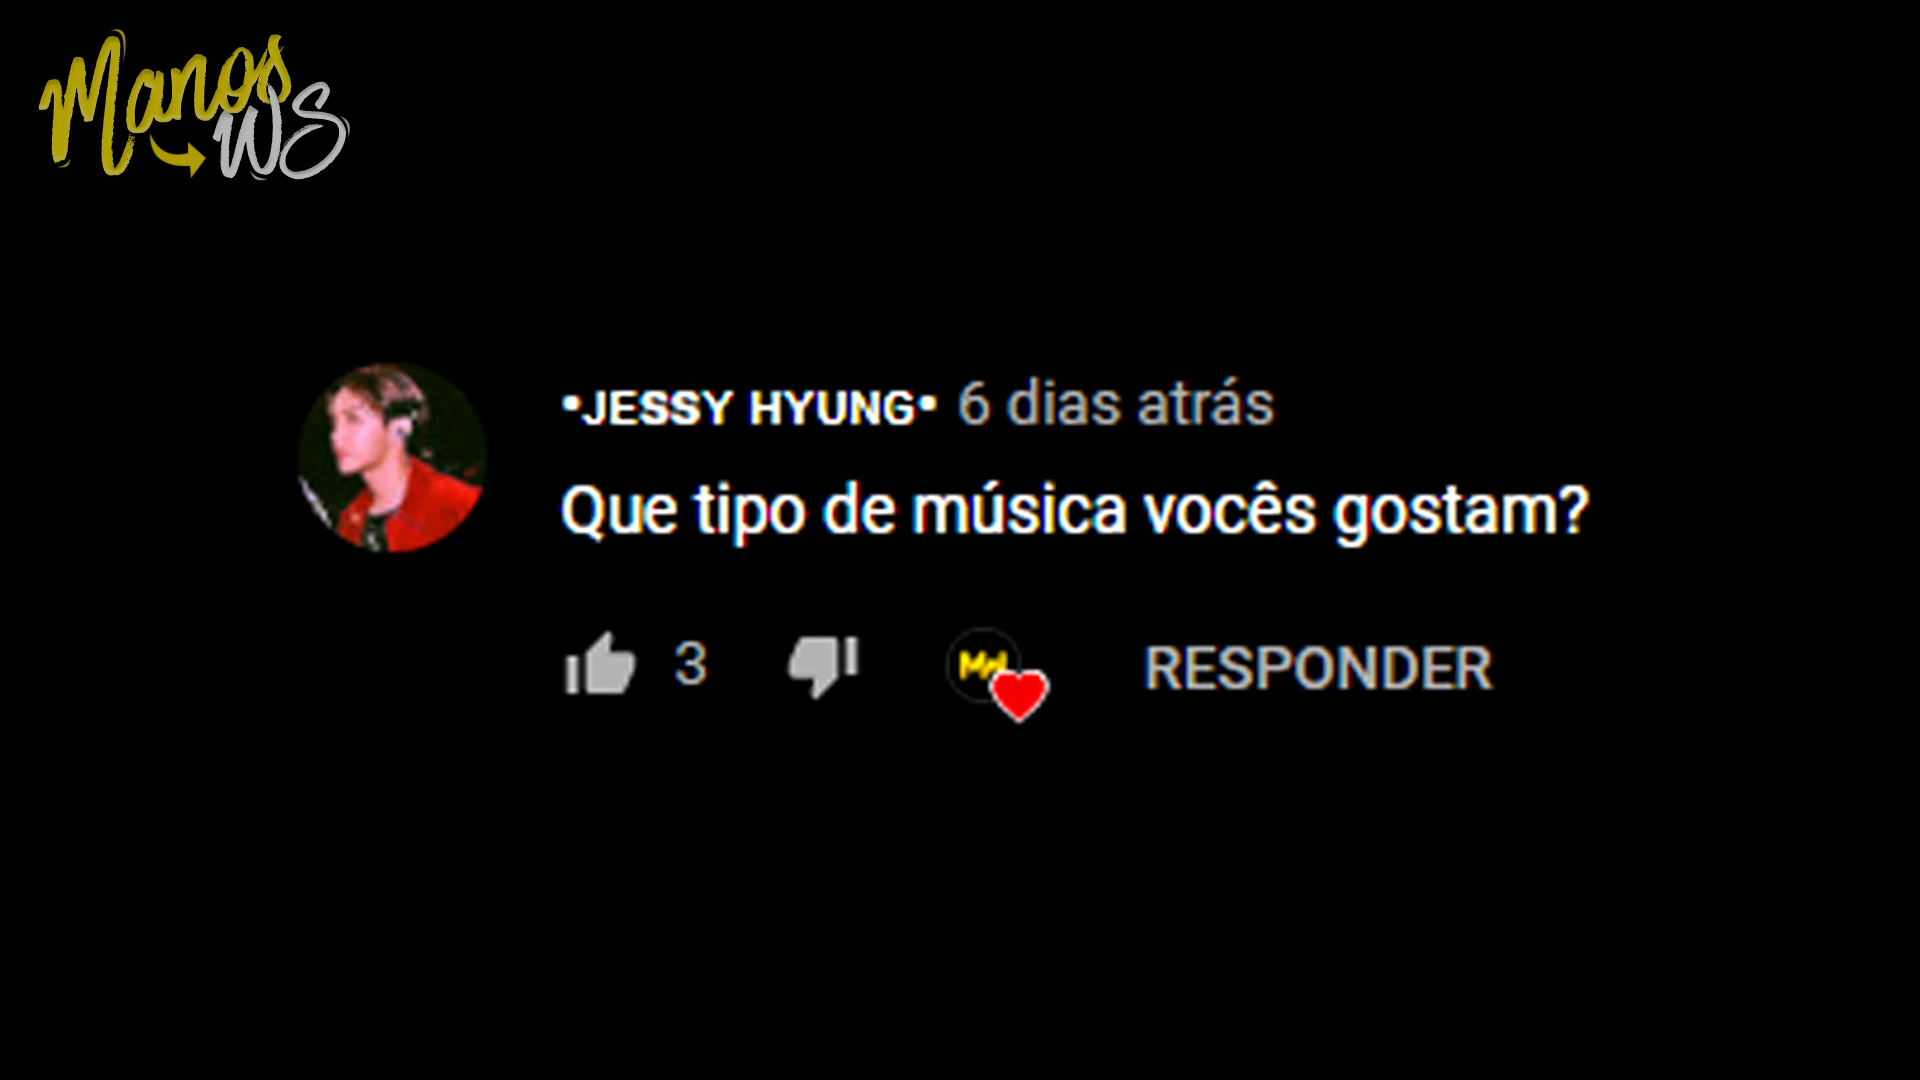 Manos
WS
•JESSY HYUNG• 6 dias atrás
Que tipo de música vocês gostam?
3 RESPONDER